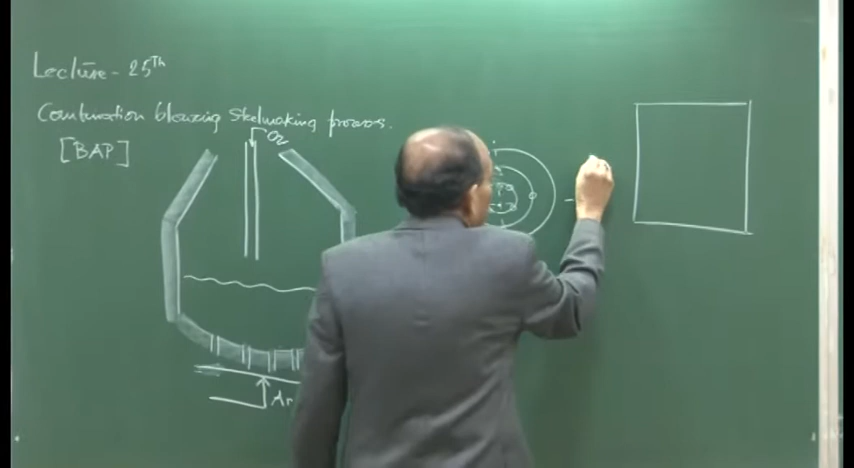 Lecture - 25Th
Combination blowing Steelmaking process.
[BAP]
O2
Ar